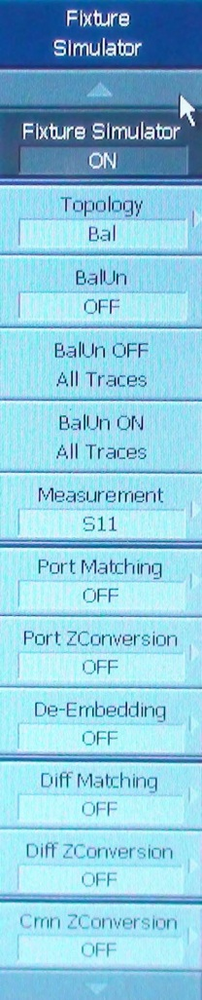 Fixture
Simulator
Fixture Simulator
ON
Topology
Bal
BalUn
OFF
BalUn OFF
All Traces
BalUn ON
All Traces
Measurement
S11
Port Matching
OFF
Port ZConversion
OFF
De-Embedding
OFF
Diff Matching
OFF
Diff ZConversion
OFF
Cmn ZConversion
OFF